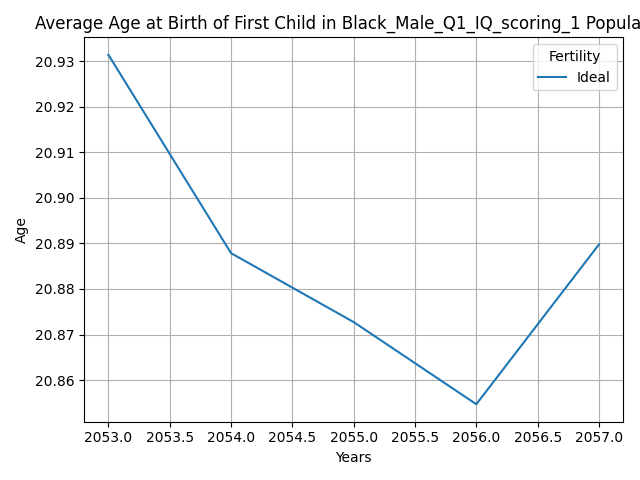 Average Age at Birth of First Child in Black_Male_Q1_IQ_scoring_1 Popula
Fertility
Ideal
20.93
20.92
20.91
20.90
20.89
20.88
20.87
20.86
Age
2053.0 2053.5 2054.0 2054.5 2055.0 2055.5 2056.0 2056.5 2057.0
Years